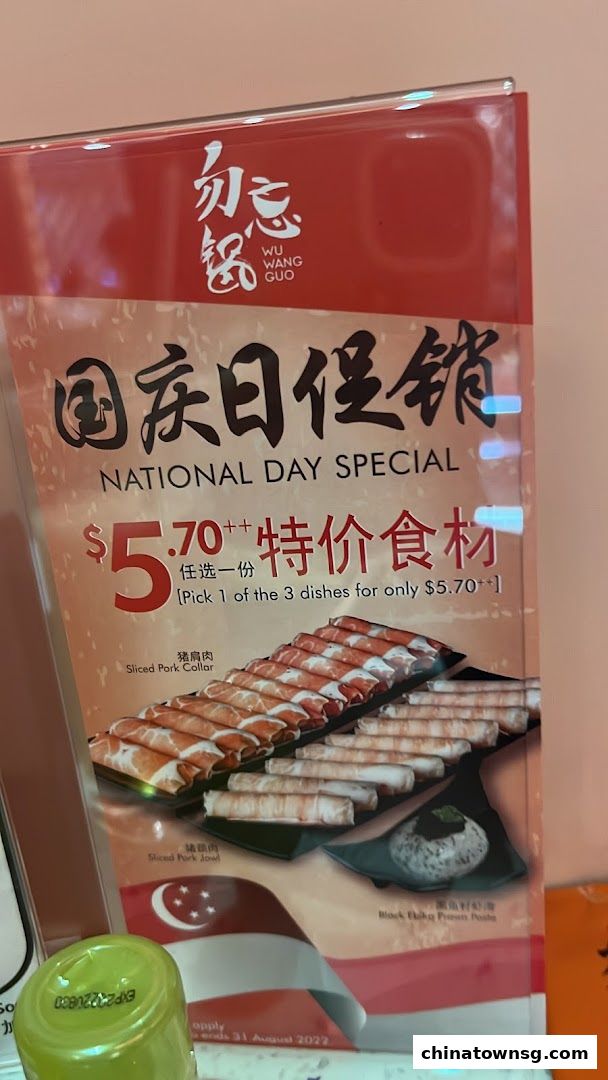 勿忘锅
WU
WANG
GUO
国庆日促销
NATIONAL DAY SPECIAL
$5.70++ 特价食材
任选一份
[Pick 1 of the 3 dishes for only $5.70++]
猪肩肉
Sliced Pork Collar
猪颈肉
Sliced Pork Jowl
Black Ebiko Prawn Paste
apply
ends 31 August 2022
chinatownsg.com